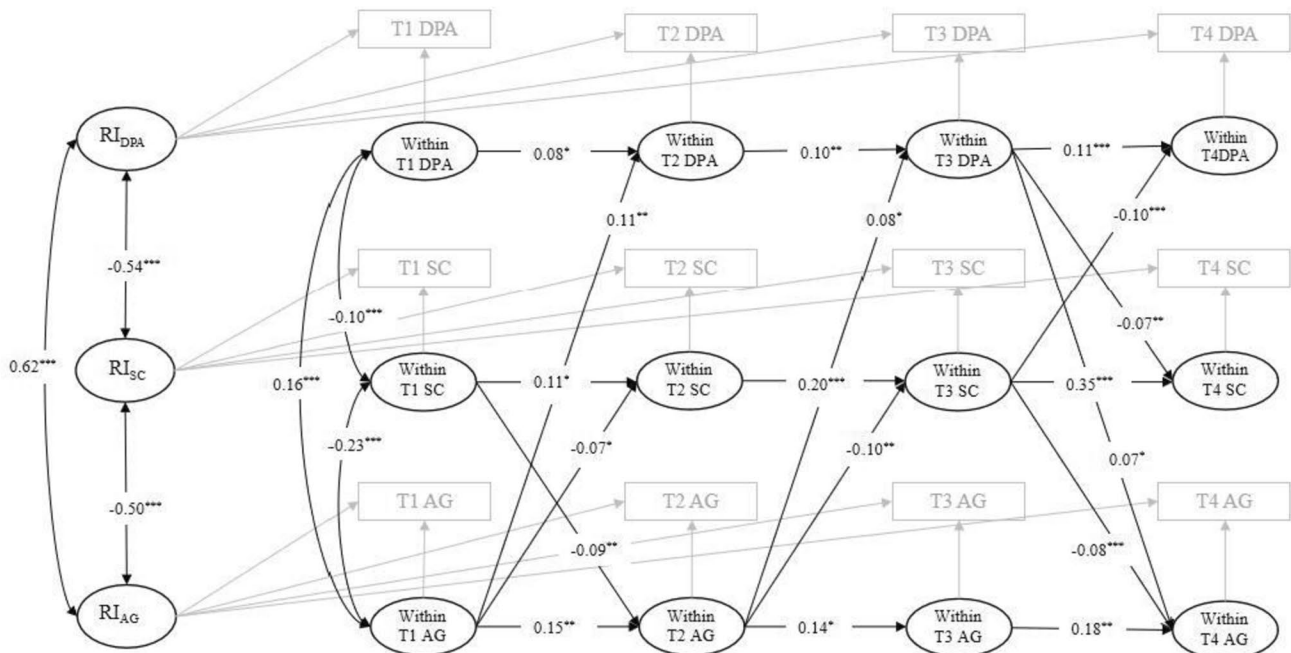 T1 DPA
T2 DPA
T3 DPA
T4 DPA
RI_DPA
Within
T1 DPA
0.08*
Within
T2 DPA
0.10**
Within
T3 DPA
0.11***
Within
T4DPA
0.11**
0.08*
-0.10***
-0.54***
T1 SC
T2 SC
T3 SC
T4 SC
-0.10***
-0.07**
0.62***
RI_SC
0.16***
Within
T1 SC
0.11*
Within
T2 SC
0.20***
Within
T3 SC
0.35***
Within
T4 SC
-0.23***
-0.07*
-0.10**
0.07*
-0.50***
T1 AG
T2 AG
T3 AG
T4 AG
-0.09**
-0.08***
RI_AG
Within
T1 AG
0.15**
Within
T2 AG
0.14*
Within
T3 AG
0.18**
Within
T4 AG